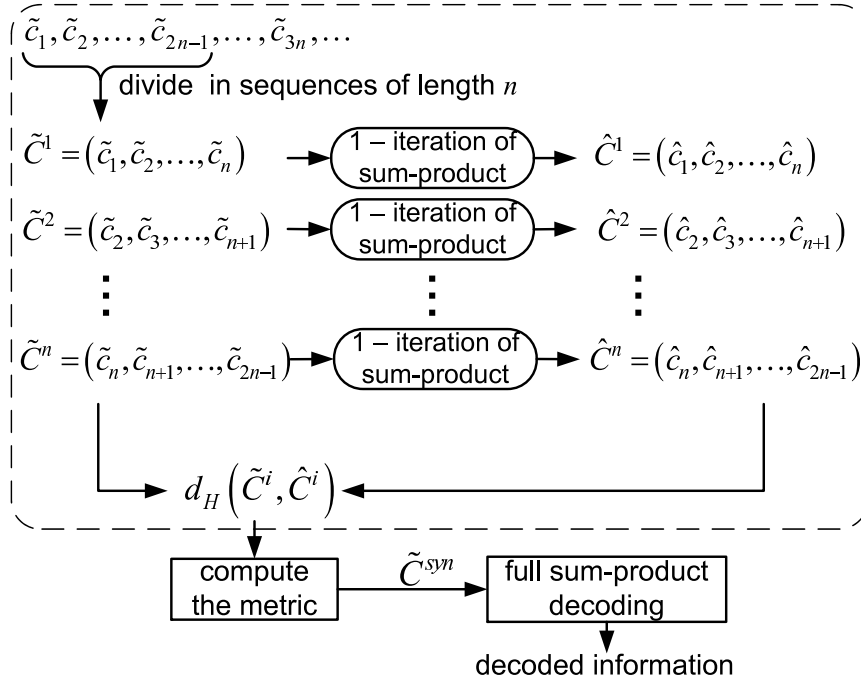 c̃₁, c̃₂, …, c̃₂ₙ₋₁, …, c̃₃ₙ, …
divide in sequences of length n
C̃¹ = (c̃₁, c̃₂, …, c̃ₙ)
1 – iteration of
sum-product
Ĉ¹ = (ĉ₁, ĉ₂, …, ĉₙ)
C̃² = (c̃₂, c̃₃, …, c̃ₙ₊₁)
1 – iteration of
sum-product
Ĉ² = (ĉ₂, ĉ₃, …, ĉₙ₊₁)
⋮ ⋮ ⋮
C̃ⁿ = (c̃ₙ, c̃ₙ₊₁, …, c̃₂ₙ₋₁)
1 – iteration of
sum-product
Ĉⁿ = (ĉₙ, ĉₙ₊₁, …, ĉ₂ₙ₋₁)
d_H (C̃ⁱ, Ĉⁱ)
compute
the metric
C̃ˢʸⁿ
full sum-product
decoding
decoded information